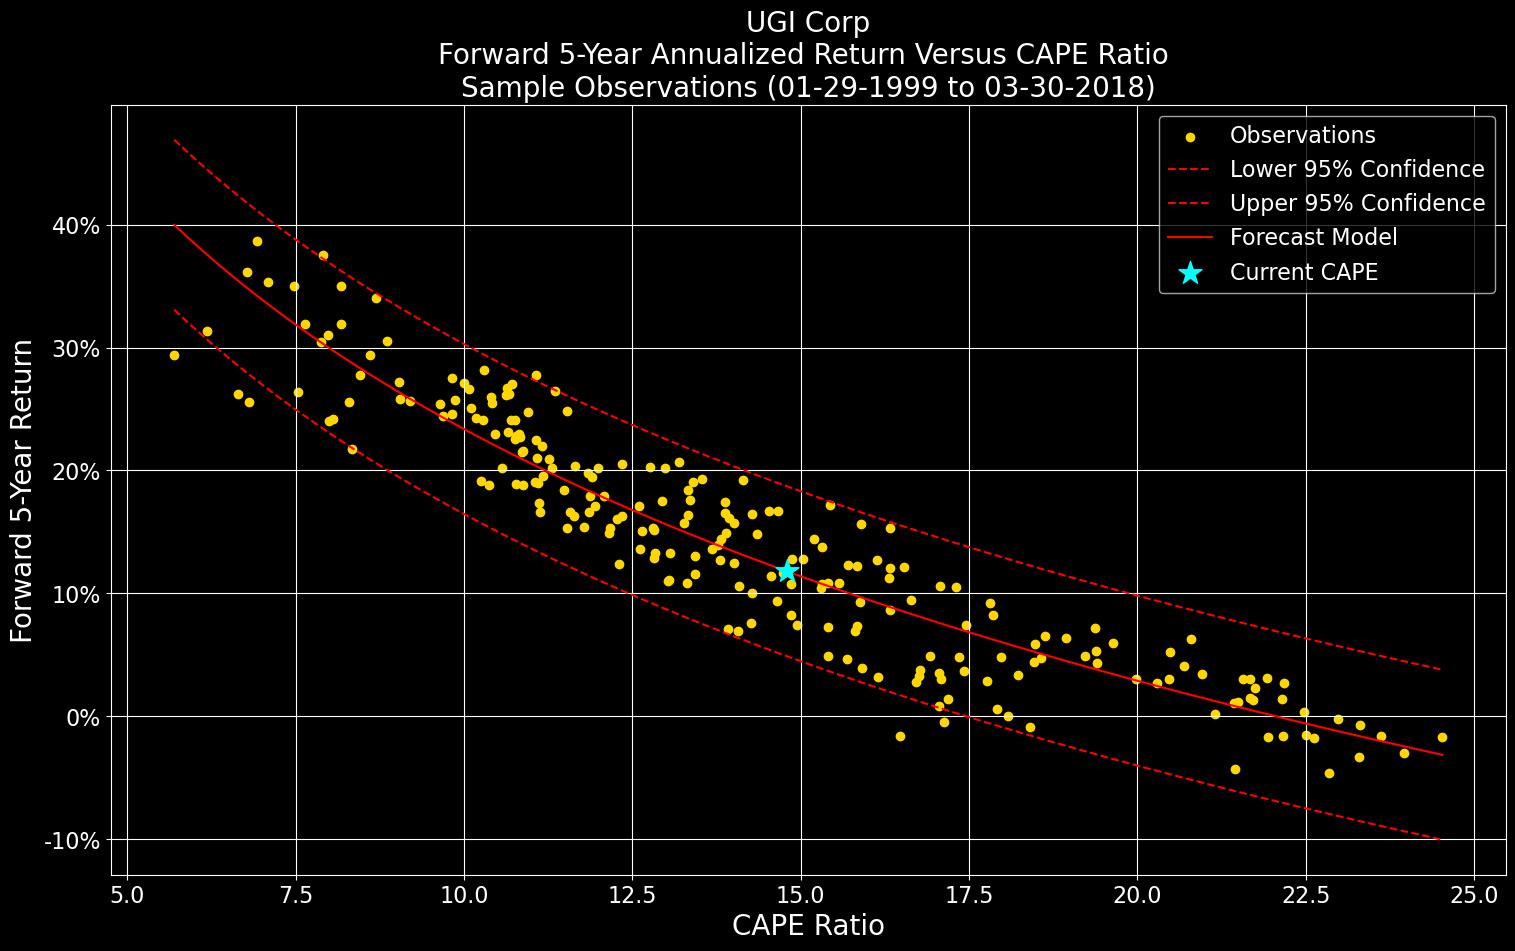 UGI Corp
Forward 5-Year Annualized Return Versus CAPE Ratio
Sample Observations (01-29-1999 to 03-30-2018)
Observations
Lower 95% Confidence
Upper 95% Confidence
Forecast Model
Current CAPE
Forward 5-Year Return
40%
30%
20%
10%
0%
-10%
5.0 7.5 10.0 12.5 15.0 17.5 20.0 22.5 25.0
CAPE Ratio